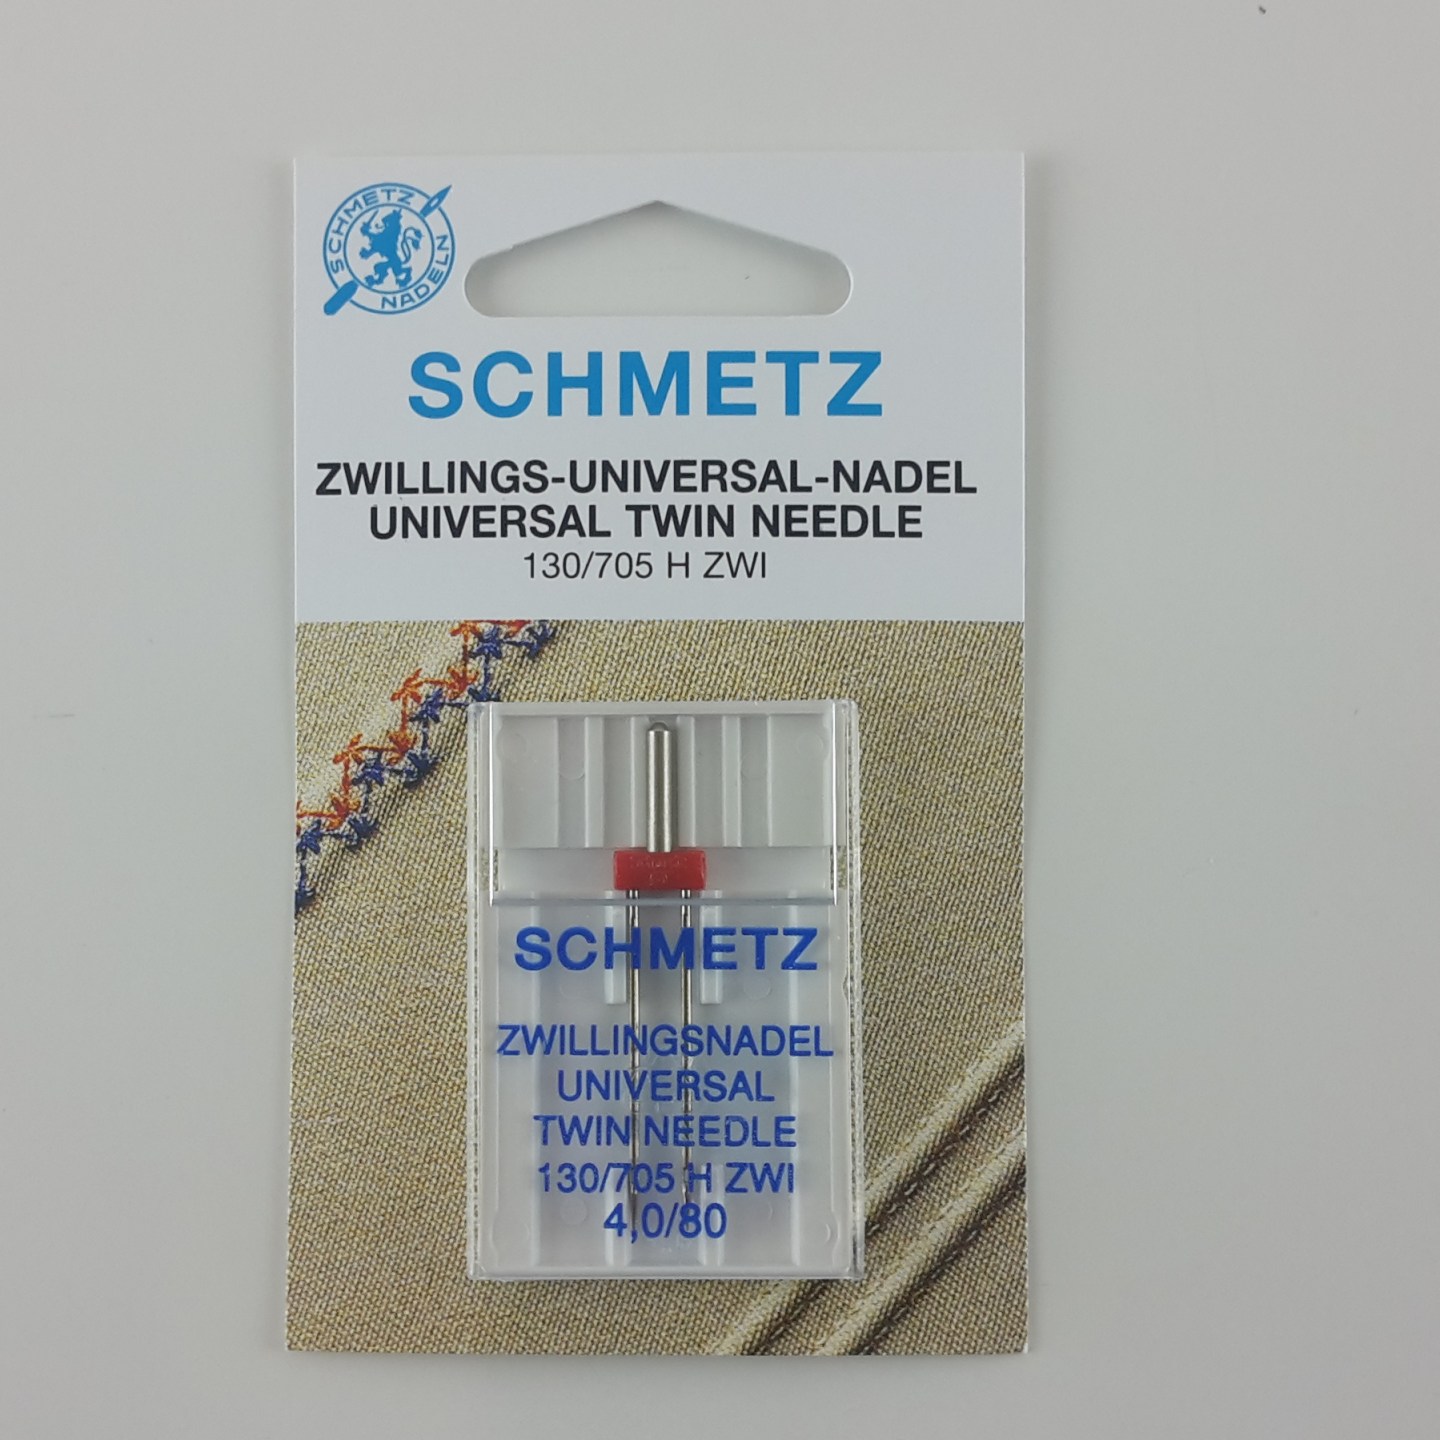 SCHMETZ
NADELN
SCHMETZ
ZWILLINGS-UNIVERSAL-NADEL
UNIVERSAL TWIN NEEDLE
130/705 H ZWI
SCHMETZ
ZWILLINGSNADEL
UNIVERSAL
TWIN NEEDLE
130/705 H ZWI
4,0/80